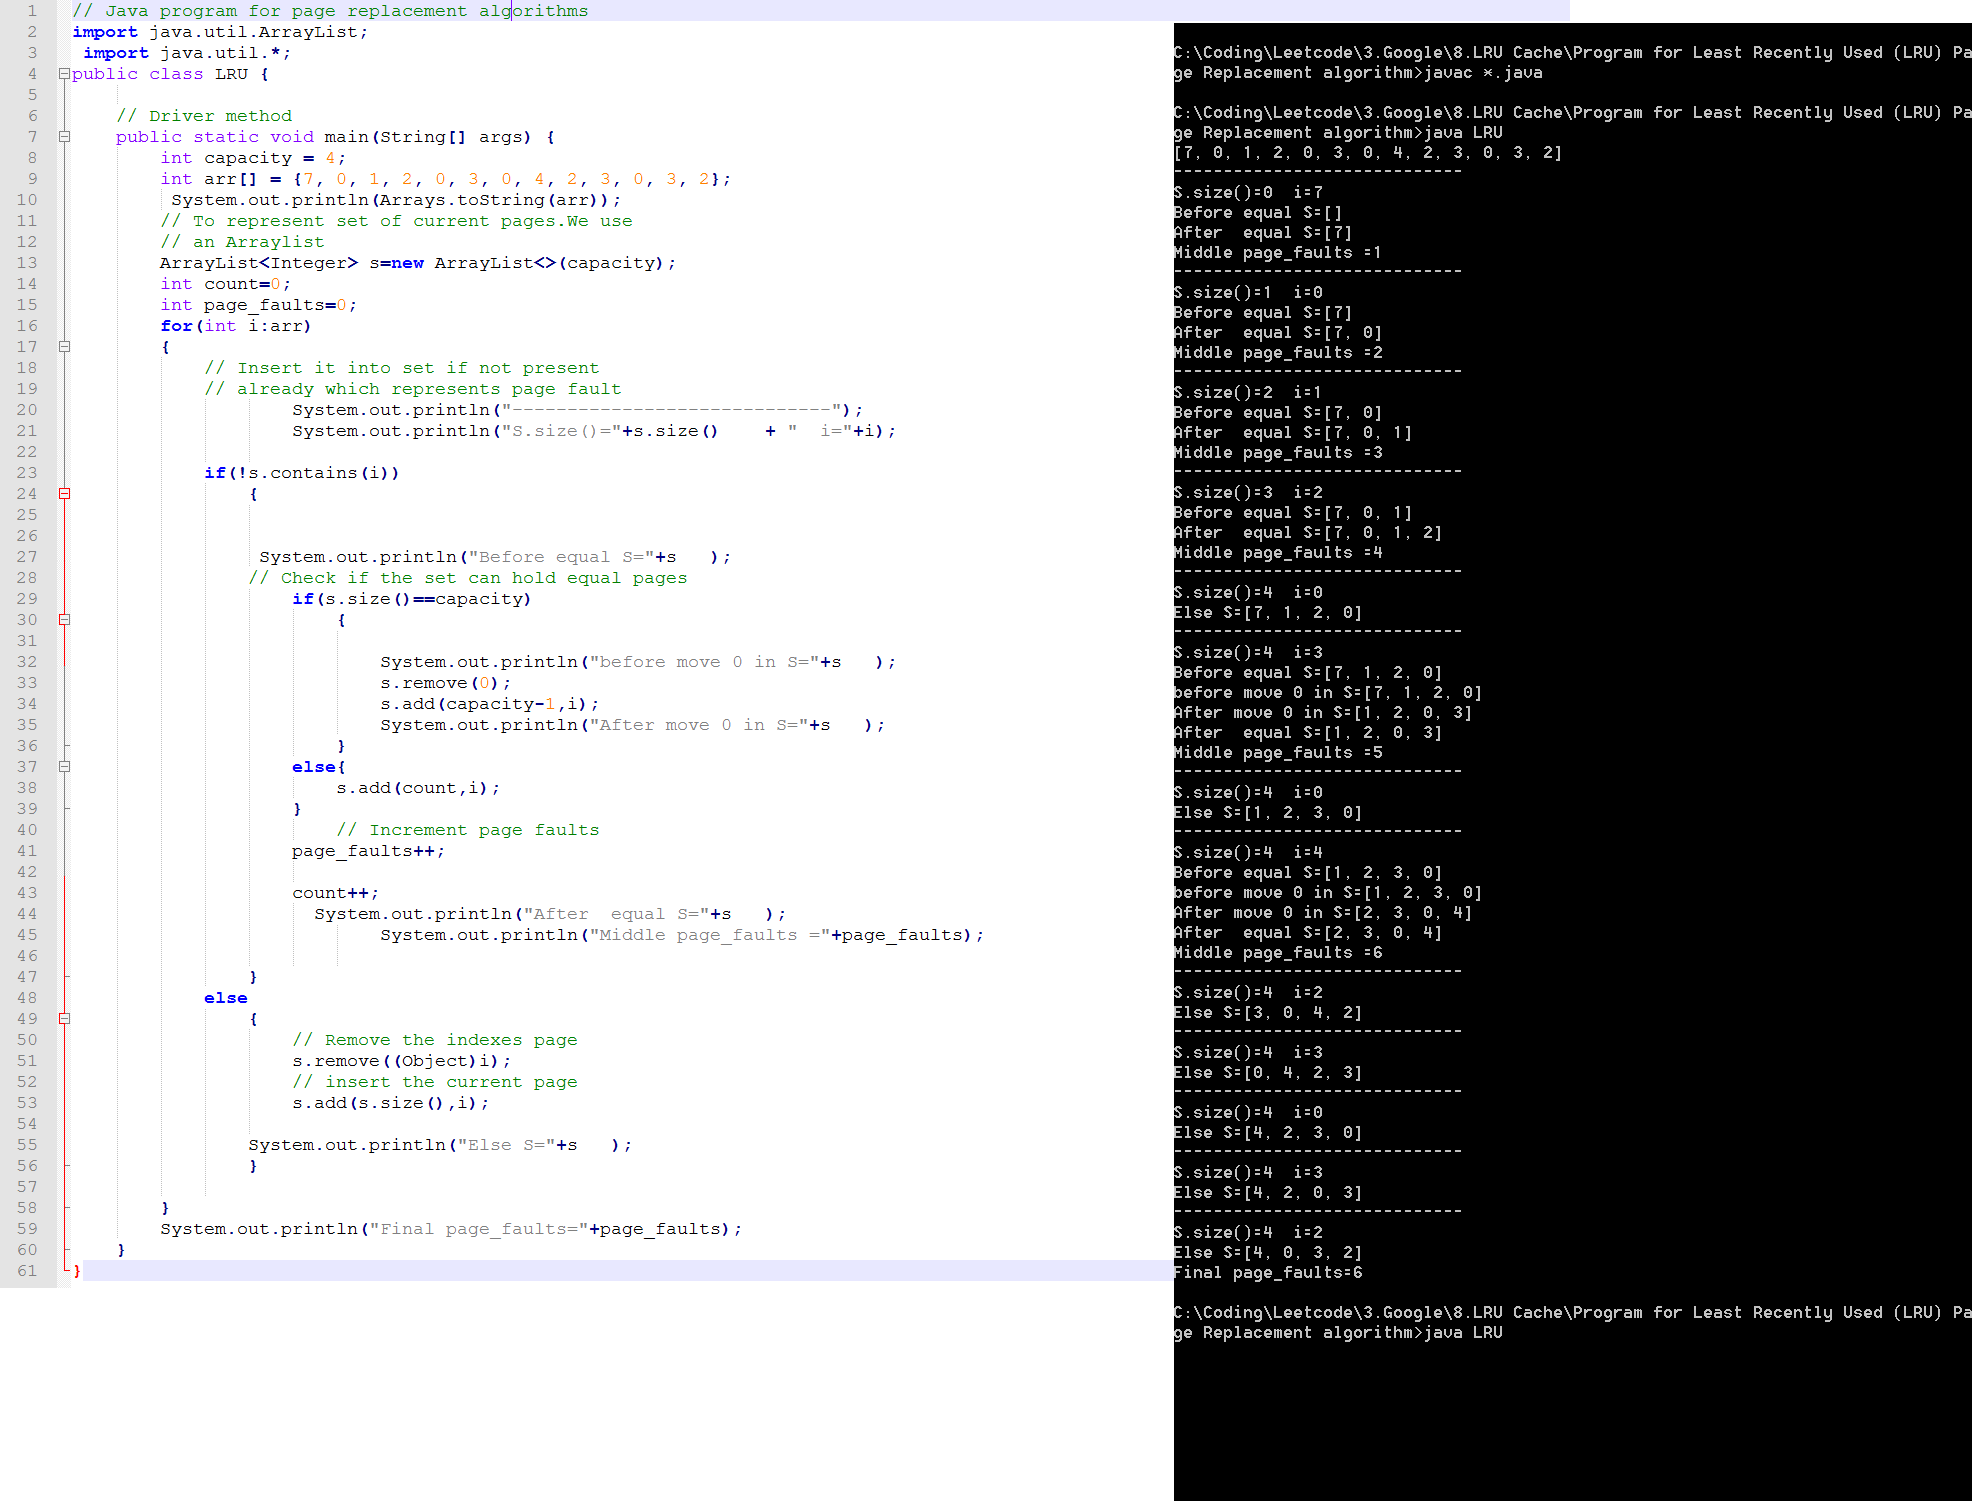 1 // Java program for page replacement algorithms
2 import java.util.ArrayList;
3 import java.util.*;
4 public class LRU {
5
6 // Driver method
7 public static void main(String[] args) {
8 int capacity = 4;
9 int arr[] = {7, 0, 1, 2, 0, 3, 0, 4, 2, 3, 0, 3, 2};
10 System.out.println(Arrays.toString(arr));
11 // To represent set of current pages.We use
12 // an Arraylist
13 ArrayList<Integer> s=new ArrayList<>(capacity);
14 int count=0;
15 int page_faults=0;
16 for(int i:arr)
17 {
18 // Insert it into set if not present
19 // already which represents page fault
20 System.out.println("-----------------------------");
21 System.out.println("S.size()="+s.size()    + "  i="+i);
22
23 if(!s.contains(i))
24 {
25
26
27 System.out.println("Before equal S="+s   );
28 // Check if the set can hold equal pages
29 if(s.size()==capacity)
30 {
31
32 System.out.println("before move 0 in S="+s   );
33 s.remove(0);
34 s.add(capacity-1,i);
35 System.out.println("After move 0 in S="+s   );
36 }
37 else{
38 s.add(count,i);
39 }
40 // Increment page faults
41 page_faults++;
42
43 count++;
44 System.out.println("After  equal S="+s   );
45 System.out.println("Middle page_faults ="+page_faults);
46
47 }
48 else
49 {
50 // Remove the indexes page
51 s.remove((Object)i);
52 // insert the current page
53 s.add(s.size(),i);
54
55 System.out.println("Else S="+s   );
56 }
57
58 }
59 System.out.println("Final page_faults="+page_faults);
60 }
61 }
C:\Coding\Leetcode\3.Google\8.LRU Cache\Program for Least Recently Used (LRU) Pa
ge Replacement algorithm>javac *.java
C:\Coding\Leetcode\3.Google\8.LRU Cache\Program for Least Recently Used (LRU) Pa
ge Replacement algorithm>java LRU
[7, 0, 1, 2, 0, 3, 0, 4, 2, 3, 0, 3, 2]
-----------------------------
S.size()=0  i=7
Before equal S=[]
After  equal S=[7]
Middle page_faults =1
-----------------------------
S.size()=1  i=0
Before equal S=[7]
After  equal S=[7, 0]
Middle page_faults =2
-----------------------------
S.size()=2  i=1
Before equal S=[7, 0]
After  equal S=[7, 0, 1]
Middle page_faults =3
-----------------------------
S.size()=3  i=2
Before equal S=[7, 0, 1]
After  equal S=[7, 0, 1, 2]
Middle page_faults =4
-----------------------------
S.size()=4  i=0
Else S=[7, 1, 2, 0]
-----------------------------
S.size()=4  i=3
Before equal S=[7, 1, 2, 0]
before move 0 in S=[7, 1, 2, 0]
After move 0 in S=[1, 2, 0, 3]
After  equal S=[1, 2, 0, 3]
Middle page_faults =5
-----------------------------
S.size()=4  i=0
Else S=[1, 2, 3, 0]
-----------------------------
S.size()=4  i=4
Before equal S=[1, 2, 3, 0]
before move 0 in S=[1, 2, 3, 0]
After move 0 in S=[2, 3, 0, 4]
After  equal S=[2, 3, 0, 4]
Middle page_faults =6
-----------------------------
S.size()=4  i=2
Else S=[3, 0, 4, 2]
-----------------------------
S.size()=4  i=3
Else S=[0, 4, 2, 3]
-----------------------------
S.size()=4  i=0
Else S=[4, 2, 3, 0]
-----------------------------
S.size()=4  i=3
Else S=[4, 2, 0, 3]
-----------------------------
S.size()=4  i=2
Else S=[4, 0, 3, 2]
Final page_faults=6
C:\Coding\Leetcode\3.Google\8.LRU Cache\Program for Least Recently Used (LRU) Pa
ge Replacement algorithm>java LRU